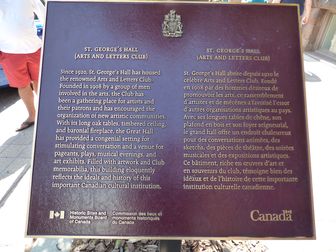 ST. GEORGE'S HALL
(ARTS AND LETTERS CLUB)
Since 1920, St. George's Hall has housed
the renowned Arts and Letters Club.
Founded in 1908 by a group of men
involved in the arts, the Club has
been a gathering place for artists and
their patrons and has encouraged the
organization of new artistic communities.
With its long oak tables, timbered ceiling,
and baronial fireplace, the Great Hall
has provided a congenial setting for
stimulating conversation and a venue for
pageants, plays, musical evenings, and
art exhibits. Filled with artwork and club
memorabilia, this building eloquently
reflects the ideals and history of this
important Canadian cultural institution.
ST. GEORGE'S HALL
(ARTS AND LETTERS CLUB)
St. George's Hall abrite depuis 1920 le
célèbre Arts and Letters Club. Fondé
en 1908 par des hommes désireux de
promouvoir les arts, ce rassemblement
d'artistes et de mécènes a favorisé l'essor
d'autres organisations artistiques au pays.
Avec ses longues tables de chêne, son
plafond en bois et son foyer seigneurial,
le grand hall offre un endroit chaleureux
pour des conversations animées, des
sketchs, des pièces de théâtre, des soirées
musicales et des expositions artistiques.
Ce bâtiment, riche en œuvres d'art et
en souvenirs du club, témoigne bien des
idéaux et de l'histoire de cette importante
institution culturelle canadienne.
Historic Sites and
Monuments Board
of Canada
Commission des lieux et
monuments historiques
du Canada
Canada